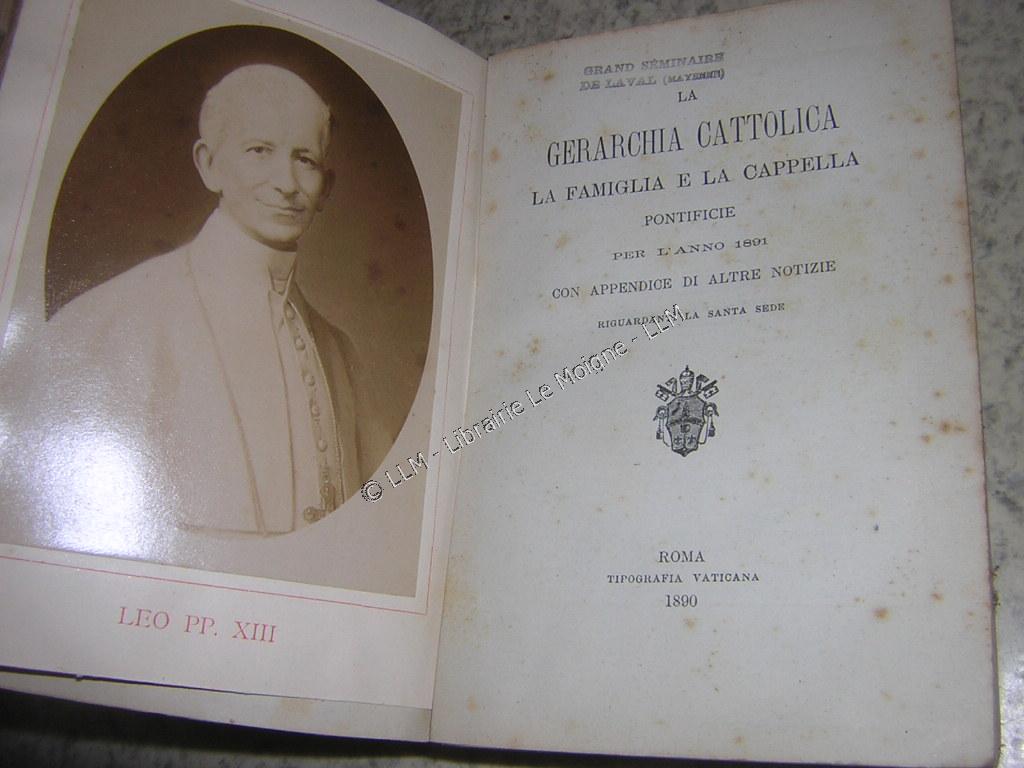 LEO PP. XIII
GRAND SÉMINAIRE
DE LAVAL (MAYENNE)
LA
GERARCHIA CATTOLICA
LA FAMIGLIA E LA CAPPELLA
PONTIFICIE
PER L'ANNO 1891
CON APPENDICE DI ALTRE NOTIZIE
RIGUARDANTI LA SANTA SEDE
© LLM - Librairie Le Moigne - LLM
ROMA
TIPOGRAFIA VATICANA
1890